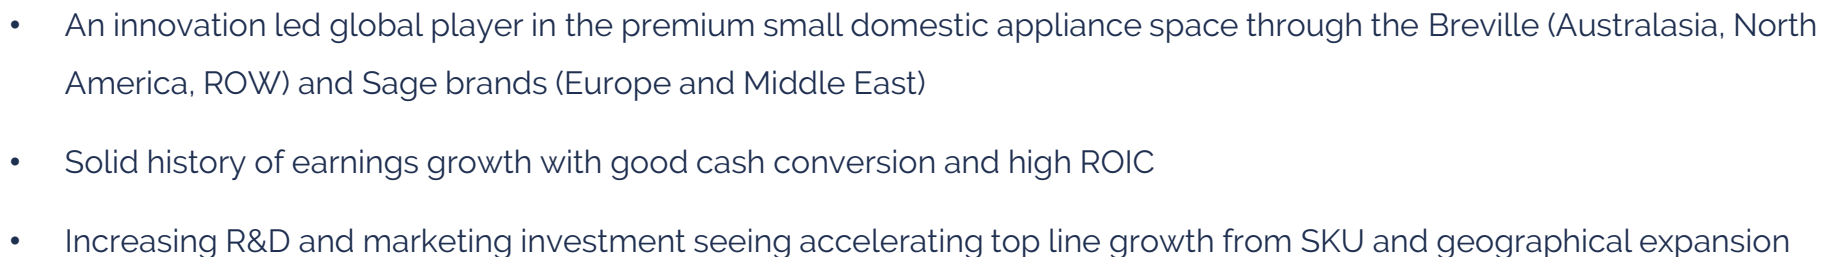 • An innovation led global player in the premium small domestic appliance space through the Breville (Australasia, North
America, ROW) and Sage brands (Europe and Middle East)
• Solid history of earnings growth with good cash conversion and high ROIC
• Increasing R&D and marketing investment seeing accelerating top line growth from SKU and geographical expansion